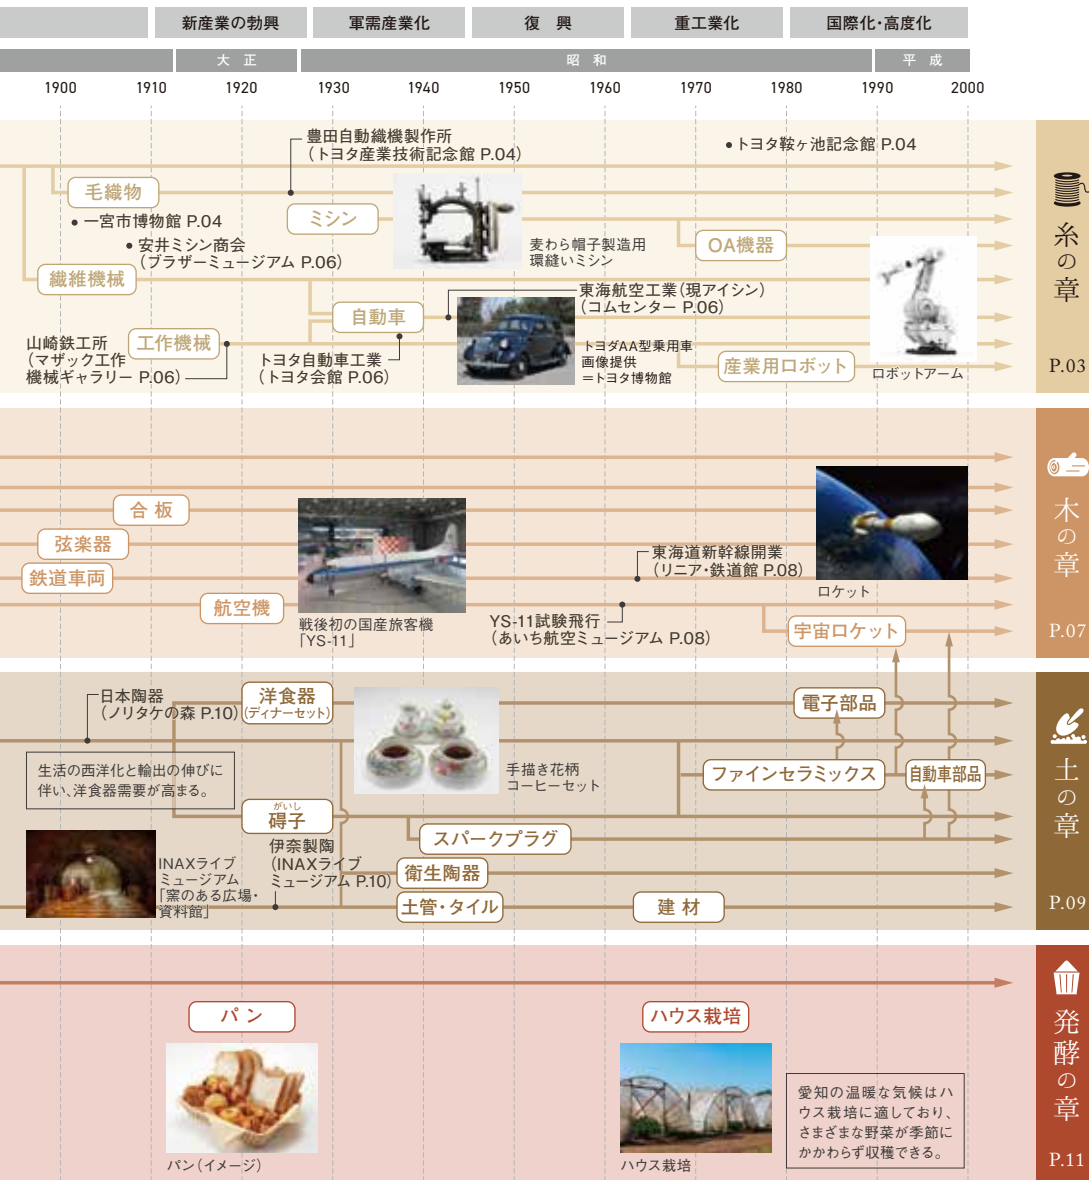 新産業の勃興
軍需産業化
復　興
重工業化
国際化・高度化
大　正
昭　和
平　成
1900
1910
1920
1930
1940
1950
1960
1970
1980
1990
2000
豊田自動織機製作所
（トヨタ産業技術記念館 P.04）
• トヨタ鞍ヶ池記念館 P.04
毛織物
• 一宮市博物館 P.04
• 安井ミシン商会
（ブラザーミュージアム P.06）
ミシン
麦わら帽子製造用
環縫いミシン
OA機器
繊維機械
東海航空工業（現アイシン）
（コムセンター P.06）
自動車
山崎鉄工所
（マザック工作
機械ギャラリー P.06）
工作機械
トヨタ自動車工業
（トヨタ会館 P.06）
トヨダAA型乗用車
画像提供
＝トヨタ博物館
産業用ロボット
ロボットアーム
糸の章
P.03
合 板
弦楽器
鉄道車両
航空機
戦後初の国産旅客機
「YS-11」
東海道新幹線開業
（リニア・鉄道館 P.08）
YS-11試験飛行
（あいち航空ミュージアム P.08）
ロケット
宇宙ロケット
木の章
P.07
日本陶器
（ノリタケの森 P.10）
洋食器
（ディナーセット）
電子部品
生活の西洋化と輸出の伸びに
伴い、洋食器需要が高まる。
手描き花柄
コーヒーセット
ファインセラミックス
自動車部品
がいし
碍子
スパークプラグ
INAXライブ
ミュージアム
「窯のある広場・
資料館」
伊奈製陶
（INAXライブ
ミュージアム P.10）
衛生陶器
土管・タイル
建 材
土の章
P.09
パ ン
パン（イメージ）
ハウス栽培
ハウス栽培
愛知の温暖な気候はハ
ウス栽培に適しており、
さまざまな野菜が季節に
かかわらず収穫できる。
発酵の章
P.11